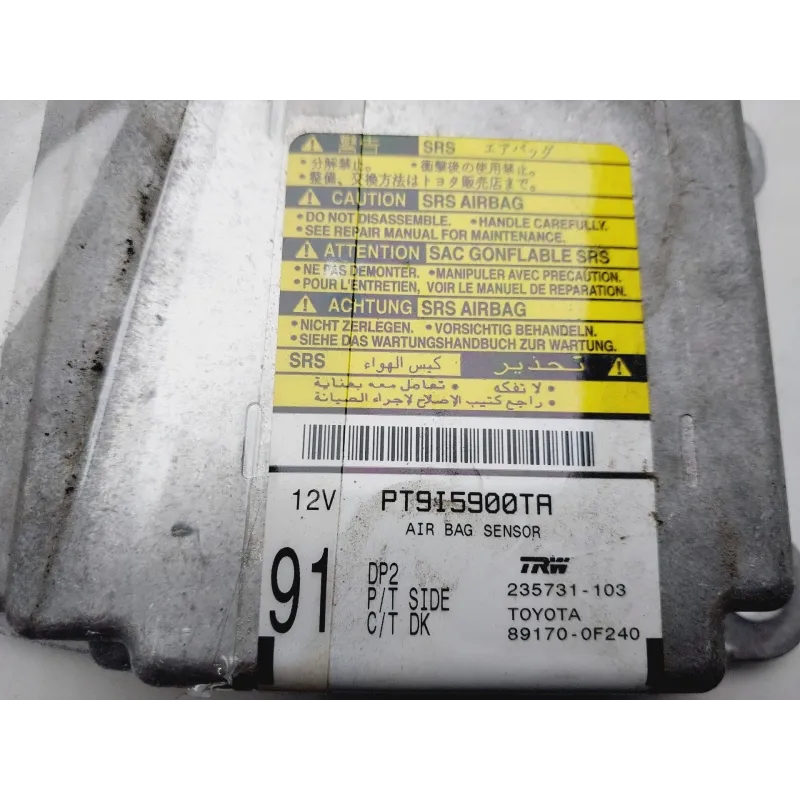 警告 SRS エアバッグ
・分解禁止。 ・衝撃後の使用禁止。
・整備、交換方法はトヨタ販売店まで。
CAUTION SRS AIRBAG
• DO NOT DISASSEMBLE. • HANDLE CAREFULLY.
• SEE REPAIR MANUAL FOR MAINTENANCE.
ATTENTION SAC GONFLABLE SRS
• NE PAS DEMONTER. • MANIPULER AVEC PRECAUTION.
• POUR L'ENTRETIEN, VOIR LE MANUEL DE REPARATION.
ACHTUNG SRS AIRBAG
• NICHT ZERLEGEN. • VORSICHTIG BEHANDELN.
• SIEHE DAS WARTUNGSHANDBUCH ZUR WARTUNG.
تحذير كيس الهواء SRS
• لا تفكه • تعامل معه بعناية
• راجع كتيب الإصلاح لاجراء الصيانة
12V PT9I5900TA
AIR BAG SENSOR
91
DP2
P/T SIDE
C/T DK
TRW
235731-103
TOYOTA
89170-0F240